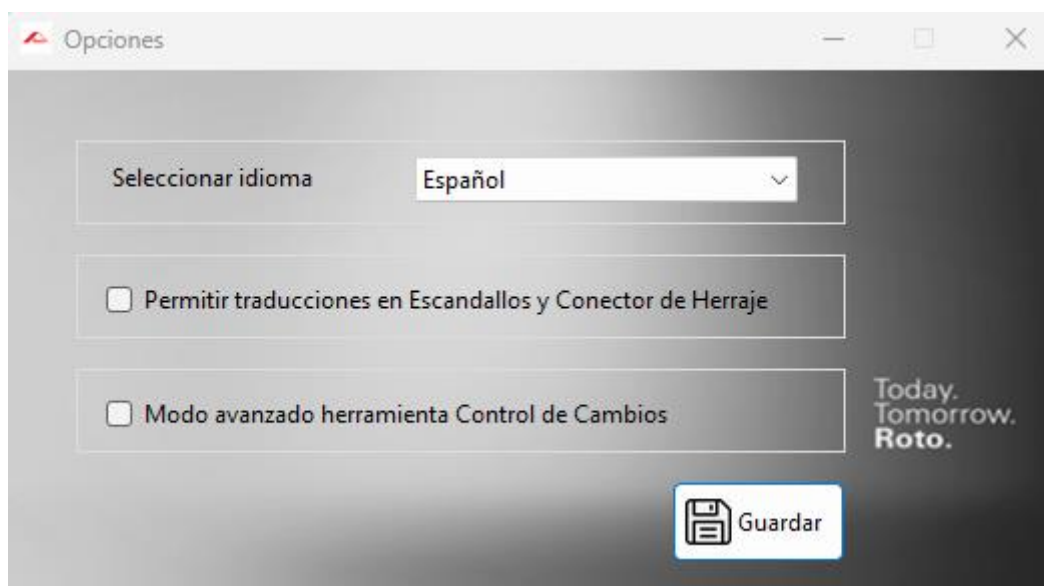 Opciones
Seleccionar idioma
Español
Permitir traducciones en Escandallos y Conector de Herraje
Modo avanzado herramienta Control de Cambios
Today.
Tomorrow.
Roto.
Guardar